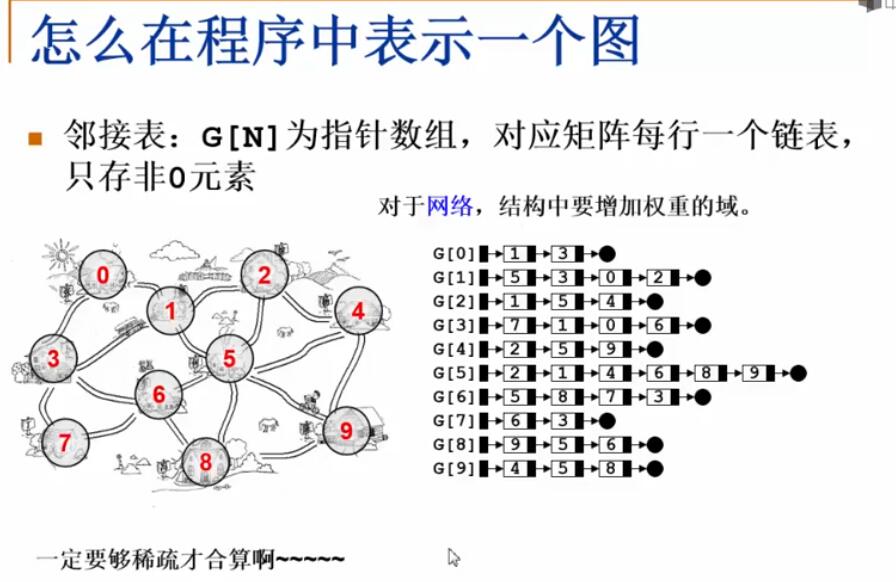 怎么在程序中表示一个图
邻接表：G[N]为指针数组，对应矩阵每行一个链表，
只存非0元素
对于网络，结构中要增加权重的域。
0
2
1
4
3
5
6
7
8
9
G[0] 1 3
G[1] 5 3 0 2
G[2] 1 5 4
G[3] 7 1 0 6
G[4] 2 5 9
G[5] 2 1 4 6 8 9
G[6] 5 8 7 3
G[7] 6 3
G[8] 9 5 6
G[9] 4 5 8
一定要够稀疏才合算啊~~~~~